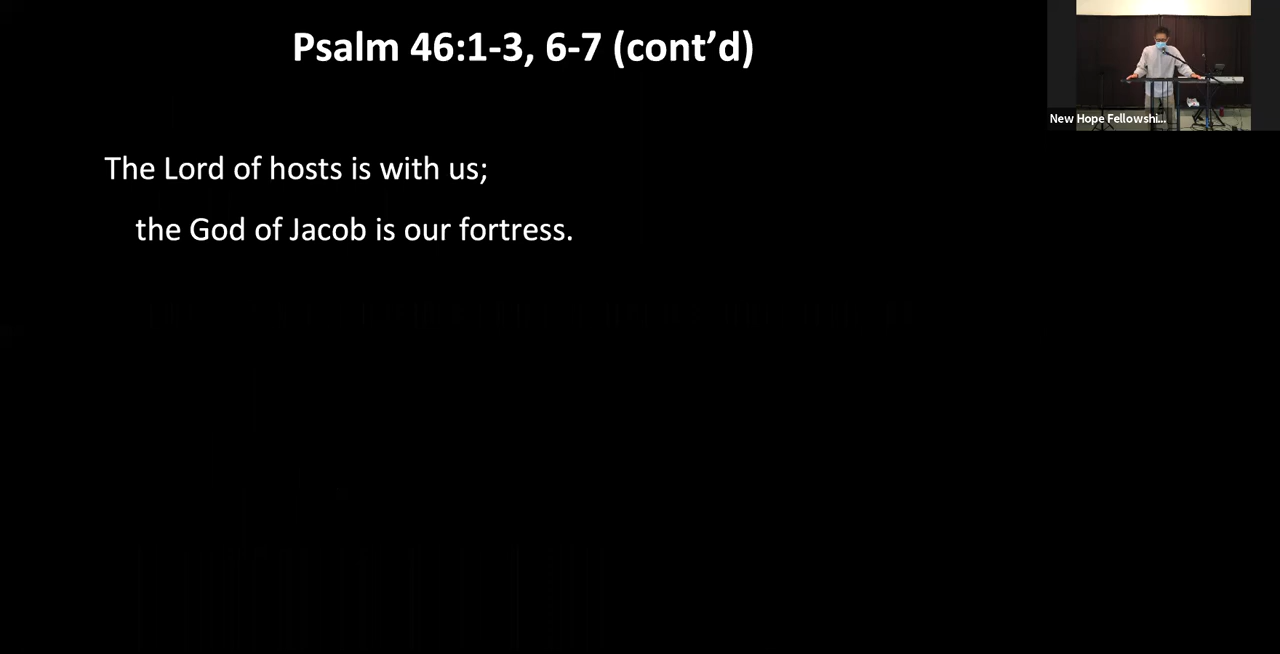 Psalm 46:1-3, 6-7 (cont’d)
The Lord of hosts is with us;
the God of Jacob is our fortress.
New Hope Fellowshi...